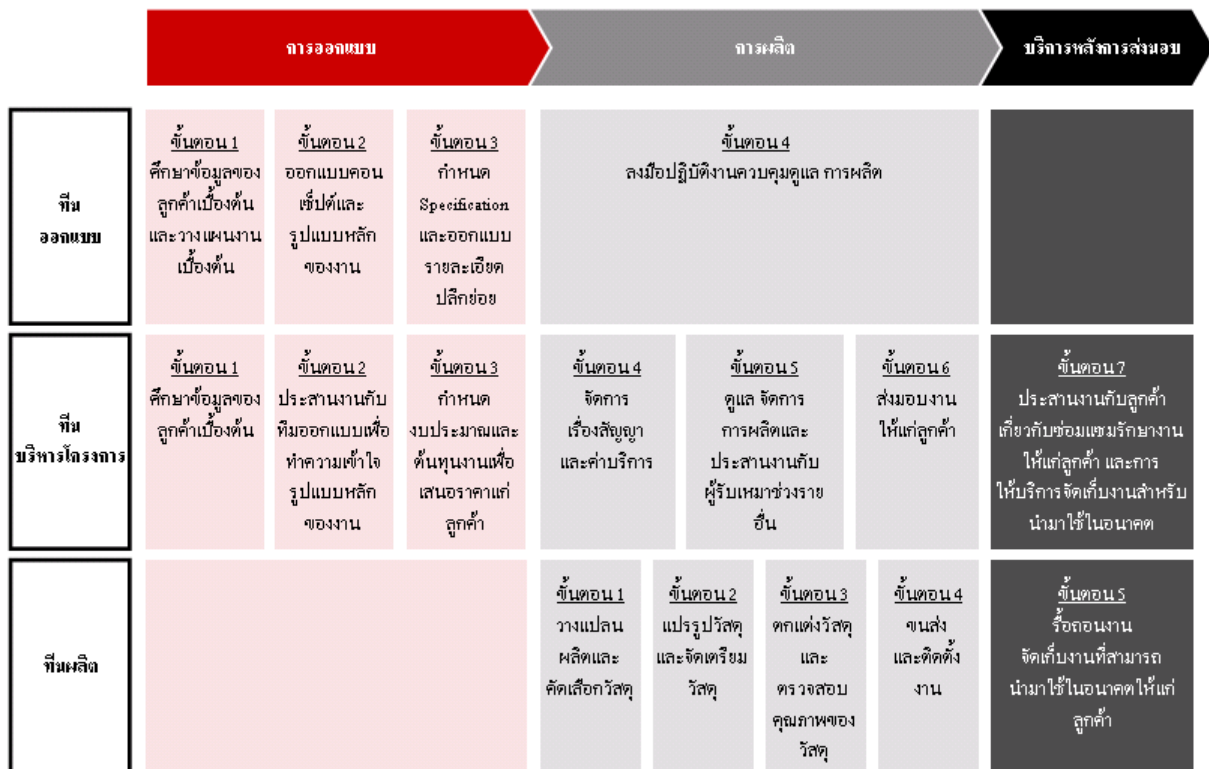 การออกแบบ
การผลิต
บริการหลังการส่งมอบ
ทีม
ออกแบบ
ขั้นตอน 1
ศึกษาข้อมูลของ
ลูกค้าเบื้องต้น
และวางแผนงาน
เบื้องต้น
ขั้นตอน 2
ออกแบบคอน
เซ็ปต์และ
รูปแบบหลัก
ของงาน
ขั้นตอน 3
กำหนด
Specification
และออกแบบ
รายละเอียด
ปลีกย่อย
ขั้นตอน 4
ลงมือปฏิบัติงานควบคุมดูแล การผลิต
ทีม
บริหารโครงการ
ขั้นตอน 1
ศึกษาข้อมูลของ
ลูกค้าเบื้องต้น
ขั้นตอน 2
ประสานงานกับ
ทีมออกแบบเพื่อ
ทำความเข้าใจ
รูปแบบหลัก
ของงาน
ขั้นตอน 3
กำหนด
งบประมาณและ
ต้นทุนงานเพื่อ
เสนอราคาแก่
ลูกค้า
ขั้นตอน 4
จัดการ
เรื่องสัญญา
และค่าบริการ
ขั้นตอน 5
ดูแล จัดการ
การผลิตและ
ประสานงานกับ
ผู้รับเหมาช่วงราย
อื่น
ขั้นตอน 6
ส่งมอบงาน
ให้แก่ลูกค้า
ขั้นตอน 7
ประสานงานกับลูกค้า
เกี่ยวกับซ่อมแซมรักษางาน
ให้แก่ลูกค้า และการ
ให้บริการจัดเก็บงานสำหรับ
นำมาใช้ในอนาคต
ทีมผลิต
ขั้นตอน 1
วางแปลน
ผลิตและ
คัดเลือกวัสดุ
ขั้นตอน 2
แปรรูปวัสดุ
และจัดเตรียม
วัสดุ
ขั้นตอน 3
ตกแต่งวัสดุ
และ
ตรวจสอบ
คุณภาพของ
วัสดุ
ขั้นตอน 4
ขนส่ง
และติดตั้ง
งาน
ขั้นตอน 5
รื้อถอนงาน
จัดเก็บงานที่สามารถ
นำมาใช้ในอนาคตให้แก่
ลูกค้า